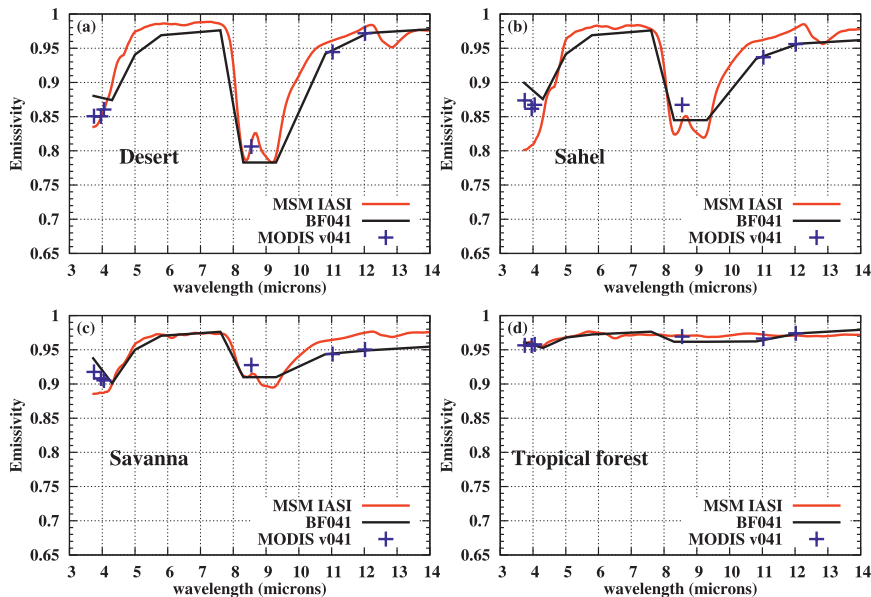 (a)
1
0.95
0.9
0.85
0.8
0.75
0.7
0.65
Emissivity
Desert
MSM IASI
BF041
MODIS v041
3 4 5 6 7 8 9 10 11 12 13 14
wavelength (microns)
(b)
1
0.95
0.9
0.85
0.8
0.75
0.7
0.65
Emissivity
Sahel
MSM IASI
BF041
MODIS v041
3 4 5 6 7 8 9 10 11 12 13 14
wavelength (microns)
(c)
1
0.95
0.9
0.85
0.8
0.75
0.7
0.65
Emissivity
Savanna
MSM IASI
BF041
MODIS v041
3 4 5 6 7 8 9 10 11 12 13 14
wavelength (microns)
(d)
1
0.95
0.9
0.85
0.8
0.75
0.7
0.65
Emissivity
Tropical forest
MSM IASI
BF041
MODIS v041
3 4 5 6 7 8 9 10 11 12 13 14
wavelength (microns)